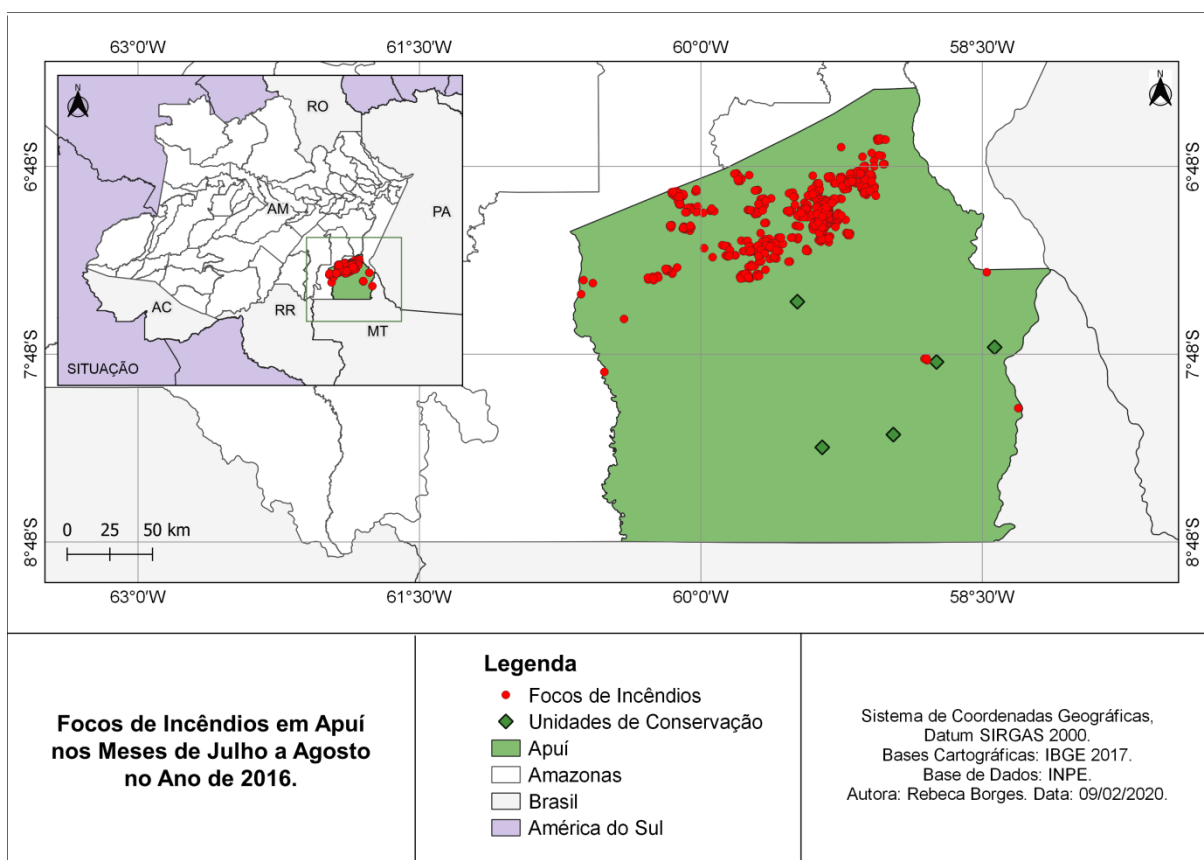 63°0'W
61°30'W
60°0'W
58°30'W
N
RO
AM
PA
AC
RR
MT
SITUAÇÃO
N
6°48'S
7°48'S
8°48'S
6°48'S
7°48'S
8°48'S
0 25 50 km
63°0'W
61°30'W
60°0'W
58°30'W
Focos de Incêndios em Apuí
nos Meses de Julho a Agosto
no Ano de 2016.
Legenda
Focos de Incêndios
Unidades de Conservação
Apuí
Amazonas
Brasil
América do Sul
Sistema de Coordenadas Geográficas,
Datum SIRGAS 2000.
Bases Cartográficas: IBGE 2017.
Base de Dados: INPE.
Autora: Rebeca Borges. Data: 09/02/2020.